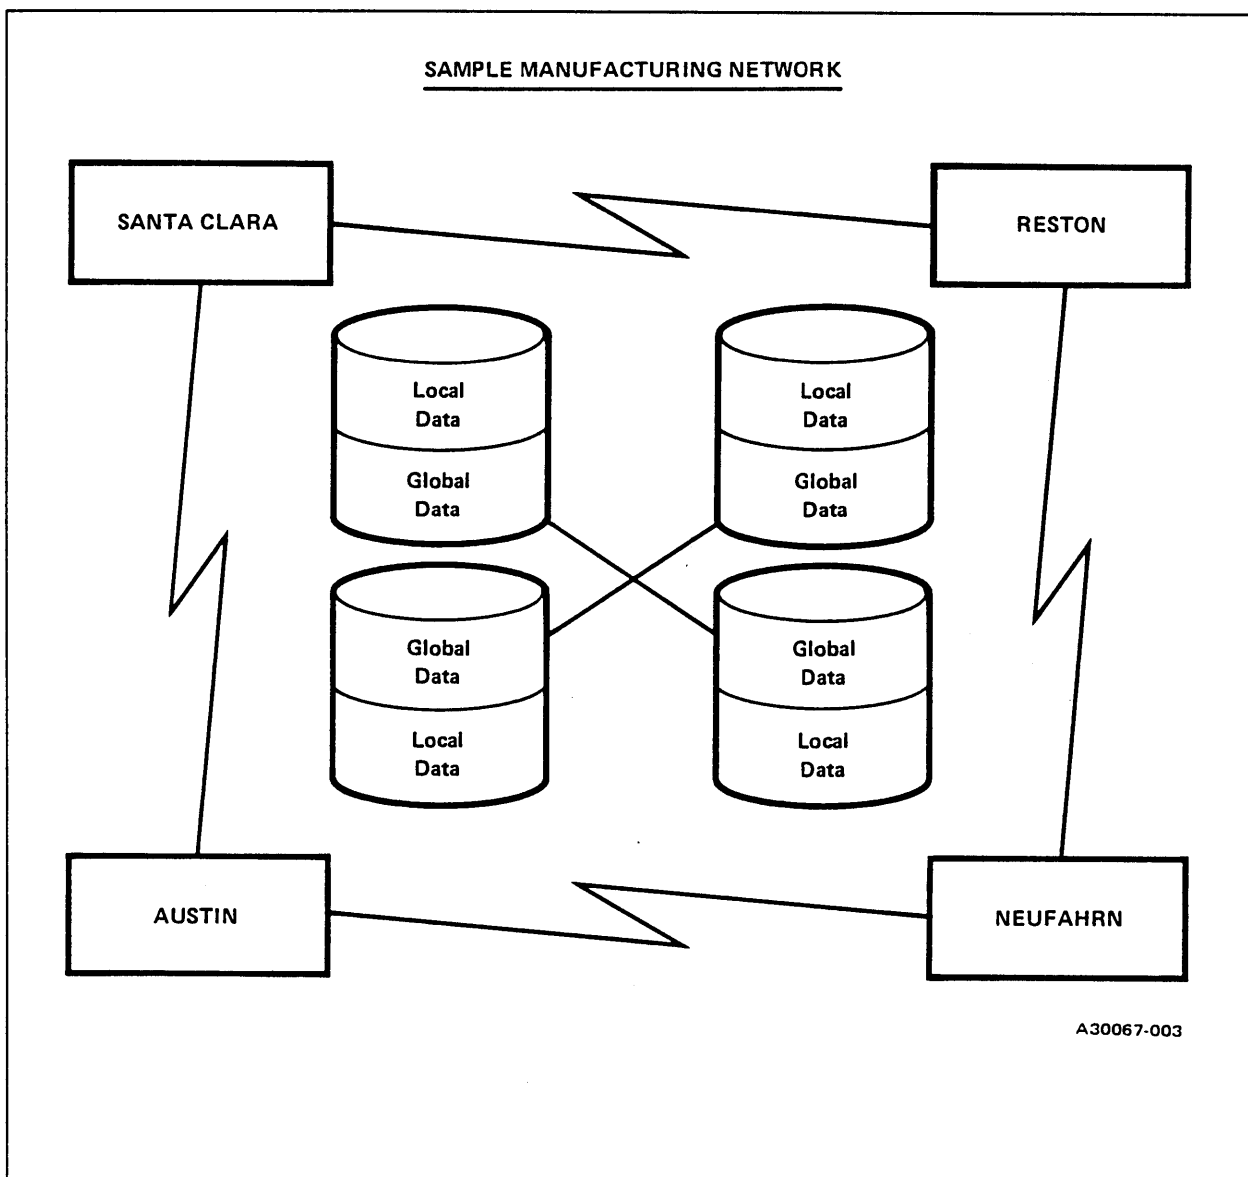 SAMPLE MANUFACTURING NETWORK
SANTA CLARA
RESTON
Local
Data
Global
Data
Local
Data
Global
Data
Global
Data
Local
Data
Global
Data
Local
Data
AUSTIN
NEUFAHRN
A30067-003